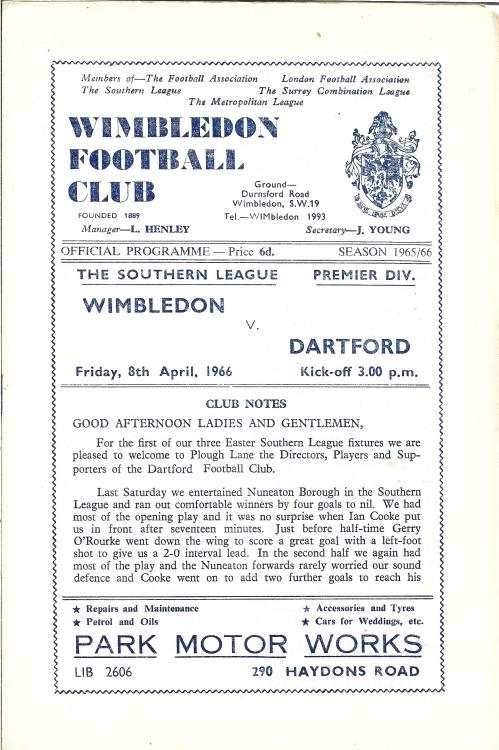 Members of—The Football Association London Football Association
The Southern League The Surrey Combination League
The Metropolitan League
WIMBLEDON
FOOTBALL
CLUB
Ground—
Durnsford Road
Wimbledon, S.W.19
FOUNDED 1889
Tel.—WIMbledon 1993
Manager—L. HENLEY Secretary—J. YOUNG
OFFICIAL PROGRAMME — Price 6d. SEASON 1965/66
THE SOUTHERN LEAGUE PREMIER DIV.
WIMBLEDON
V.
DARTFORD
Friday, 8th April, 1966 Kick-off 3.00 p.m.
CLUB NOTES
GOOD AFTERNOON LADIES AND GENTLEMEN,
For the first of our three Easter Southern League fixtures we are
pleased to welcome to Plough Lane the Directors, Players and Sup-
porters of the Dartford Football Club.
Last Saturday we entertained Nuneaton Borough in the Southern
League and ran out comfortable winners by four goals to nil. We had
most of the opening play and it was no surprise when Ian Cooke put
us in front after seventeen minutes. Just before half-time Gerry
O'Rourke went down the wing to score a great goal with a left-foot
shot to give us a 2-0 interval lead. In the second half we again had
most of the play and the Nuneaton forwards rarely worried our sound
defence and Cooke went on to add two further goals to reach his
★ Repairs and Maintenance ★ Accessories and Tyres
★ Petrol and Oils ★ Cars for Weddings, etc.
PARK MOTOR WORKS
LIB 2606 290 HAYDONS ROAD